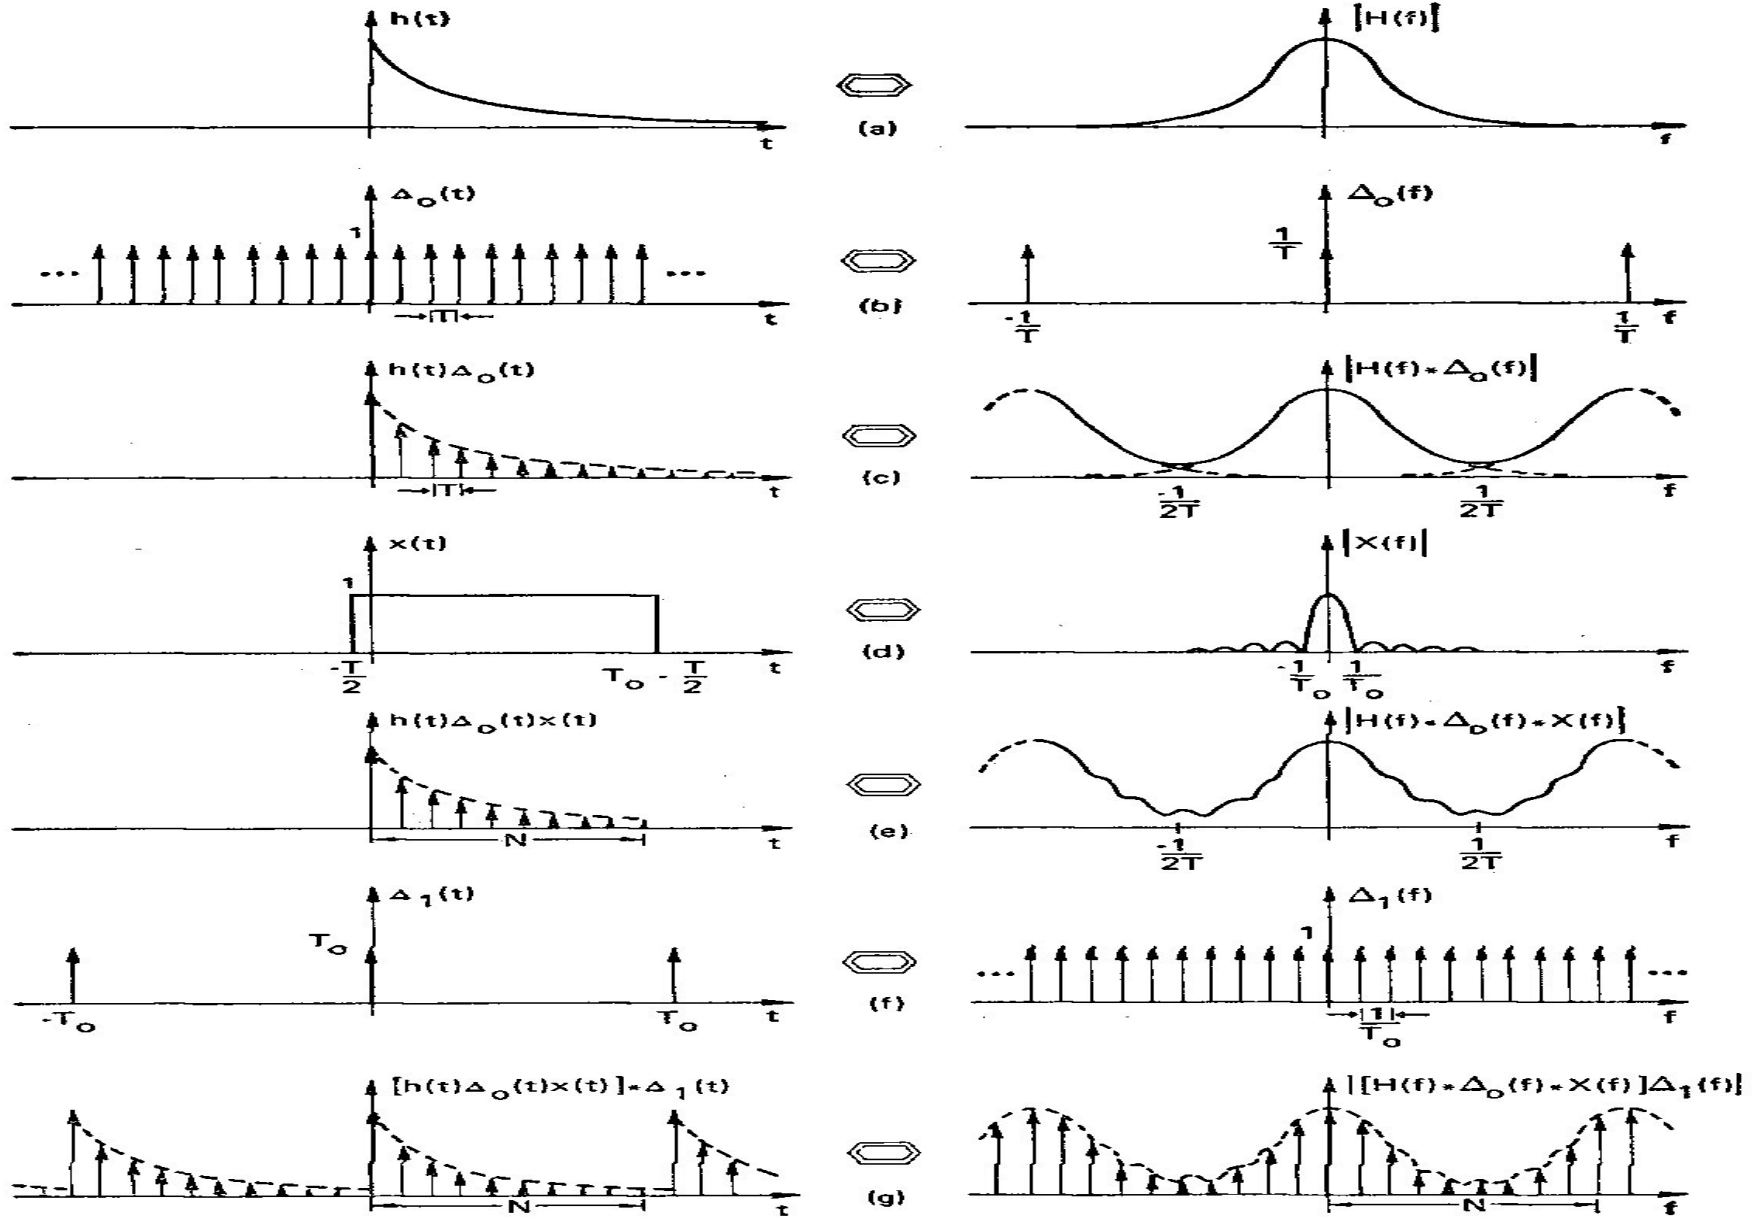 h(t) |H(f)|
t (a) f
Δ₀(t) Δ₀(f)
1 1/T
... ...
T t (b) -1/T 1/T f
h(t)Δ₀(t) |H(f)*Δ₀(f)|
T t (c) -1/2T 1/2T f
x(t) |X(f)|
1
-T/2 T₀ - T/2 t (d) -1/T₀ 1/T₀ f
h(t)Δ₀(t)x(t) |H(f)*Δ₀(f)*X(f)|
N t (e) -1/2T 1/2T f
Δ₁(t) Δ₁(f)
T₀ 1
... ...
-T₀ T₀ t (f) 1/T₀ f
[h(t)Δ₀(t)x(t)]*Δ₁(t) |[H(f)*Δ₀(f)*X(f)]Δ₁(f)|
N t (g) N f